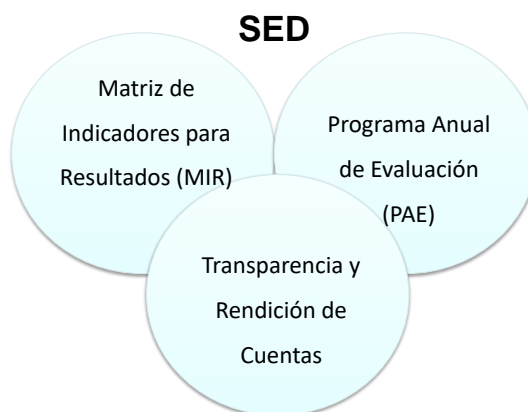 SED
Matriz de
Indicadores para
Resultados (MIR)
Programa Anual
de Evaluación
(PAE)
Transparencia y
Rendición de
Cuentas